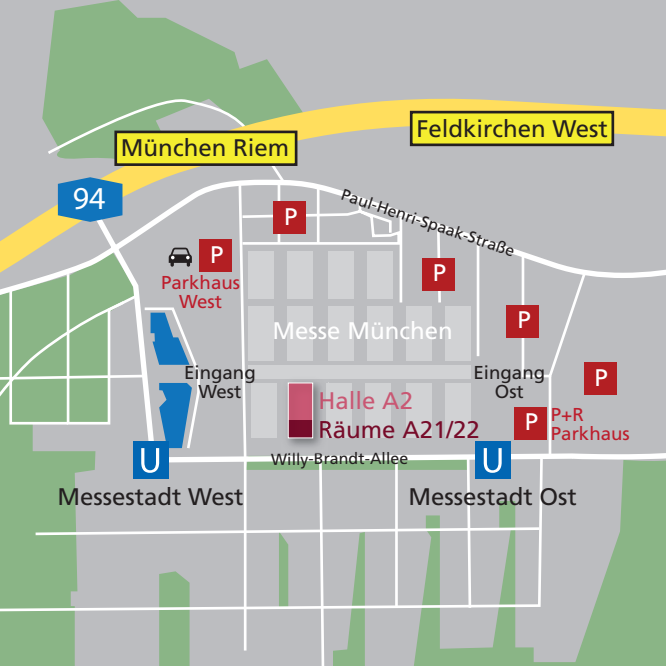 Feldkirchen West
München Riem
94
Paul-Henri-Spaak-Straße
P
P
Parkhaus
West
P
P
Messe München
Eingang
West
Eingang
Ost
P
Halle A2
Räume A21/22
P
P+R
Parkhaus
U
Willy-Brandt-Allee
U
Messestadt West
Messestadt Ost